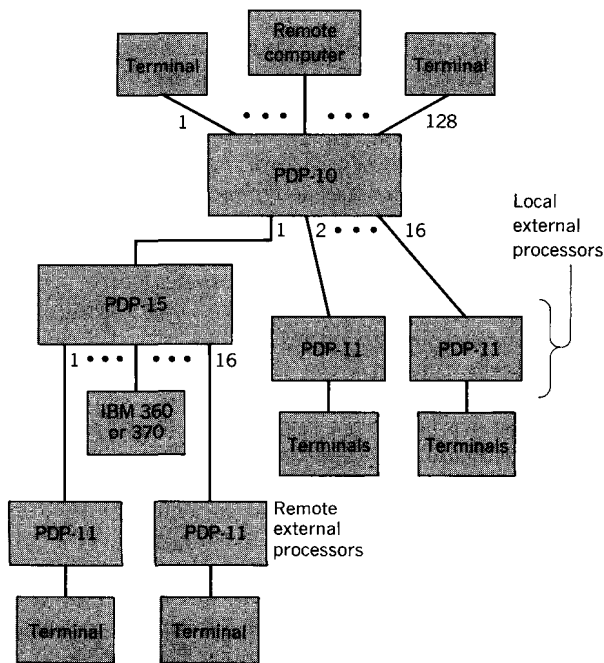 Remote
computer
Terminal
Terminal
1
128
PDP-10
1
2
16
Local
external
processors
PDP-15
1
16
PDP-11
PDP-11
IBM 360
or 370
Terminals
Terminals
PDP-11
PDP-11
Remote
external
processors
Terminal
Terminal